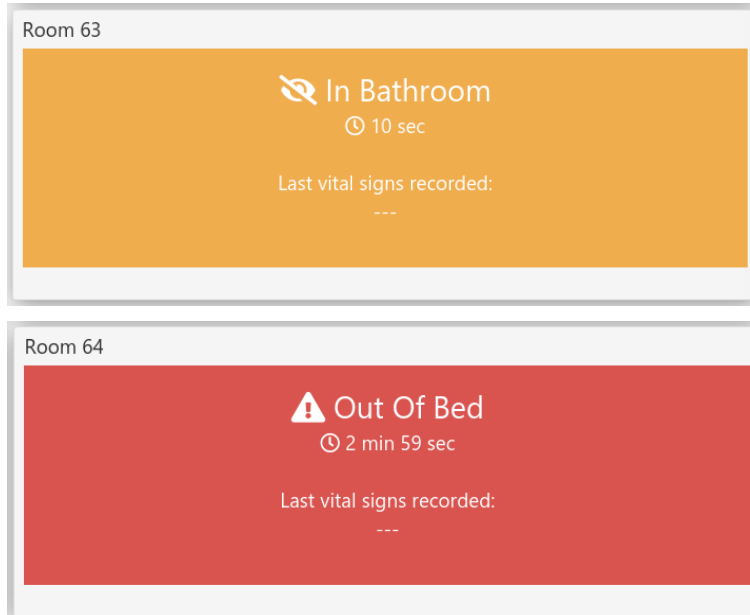 Room 63
In Bathroom
10 sec
Last vital signs recorded:
---
Room 64
Out Of Bed
2 min 59 sec
Last vital signs recorded:
---